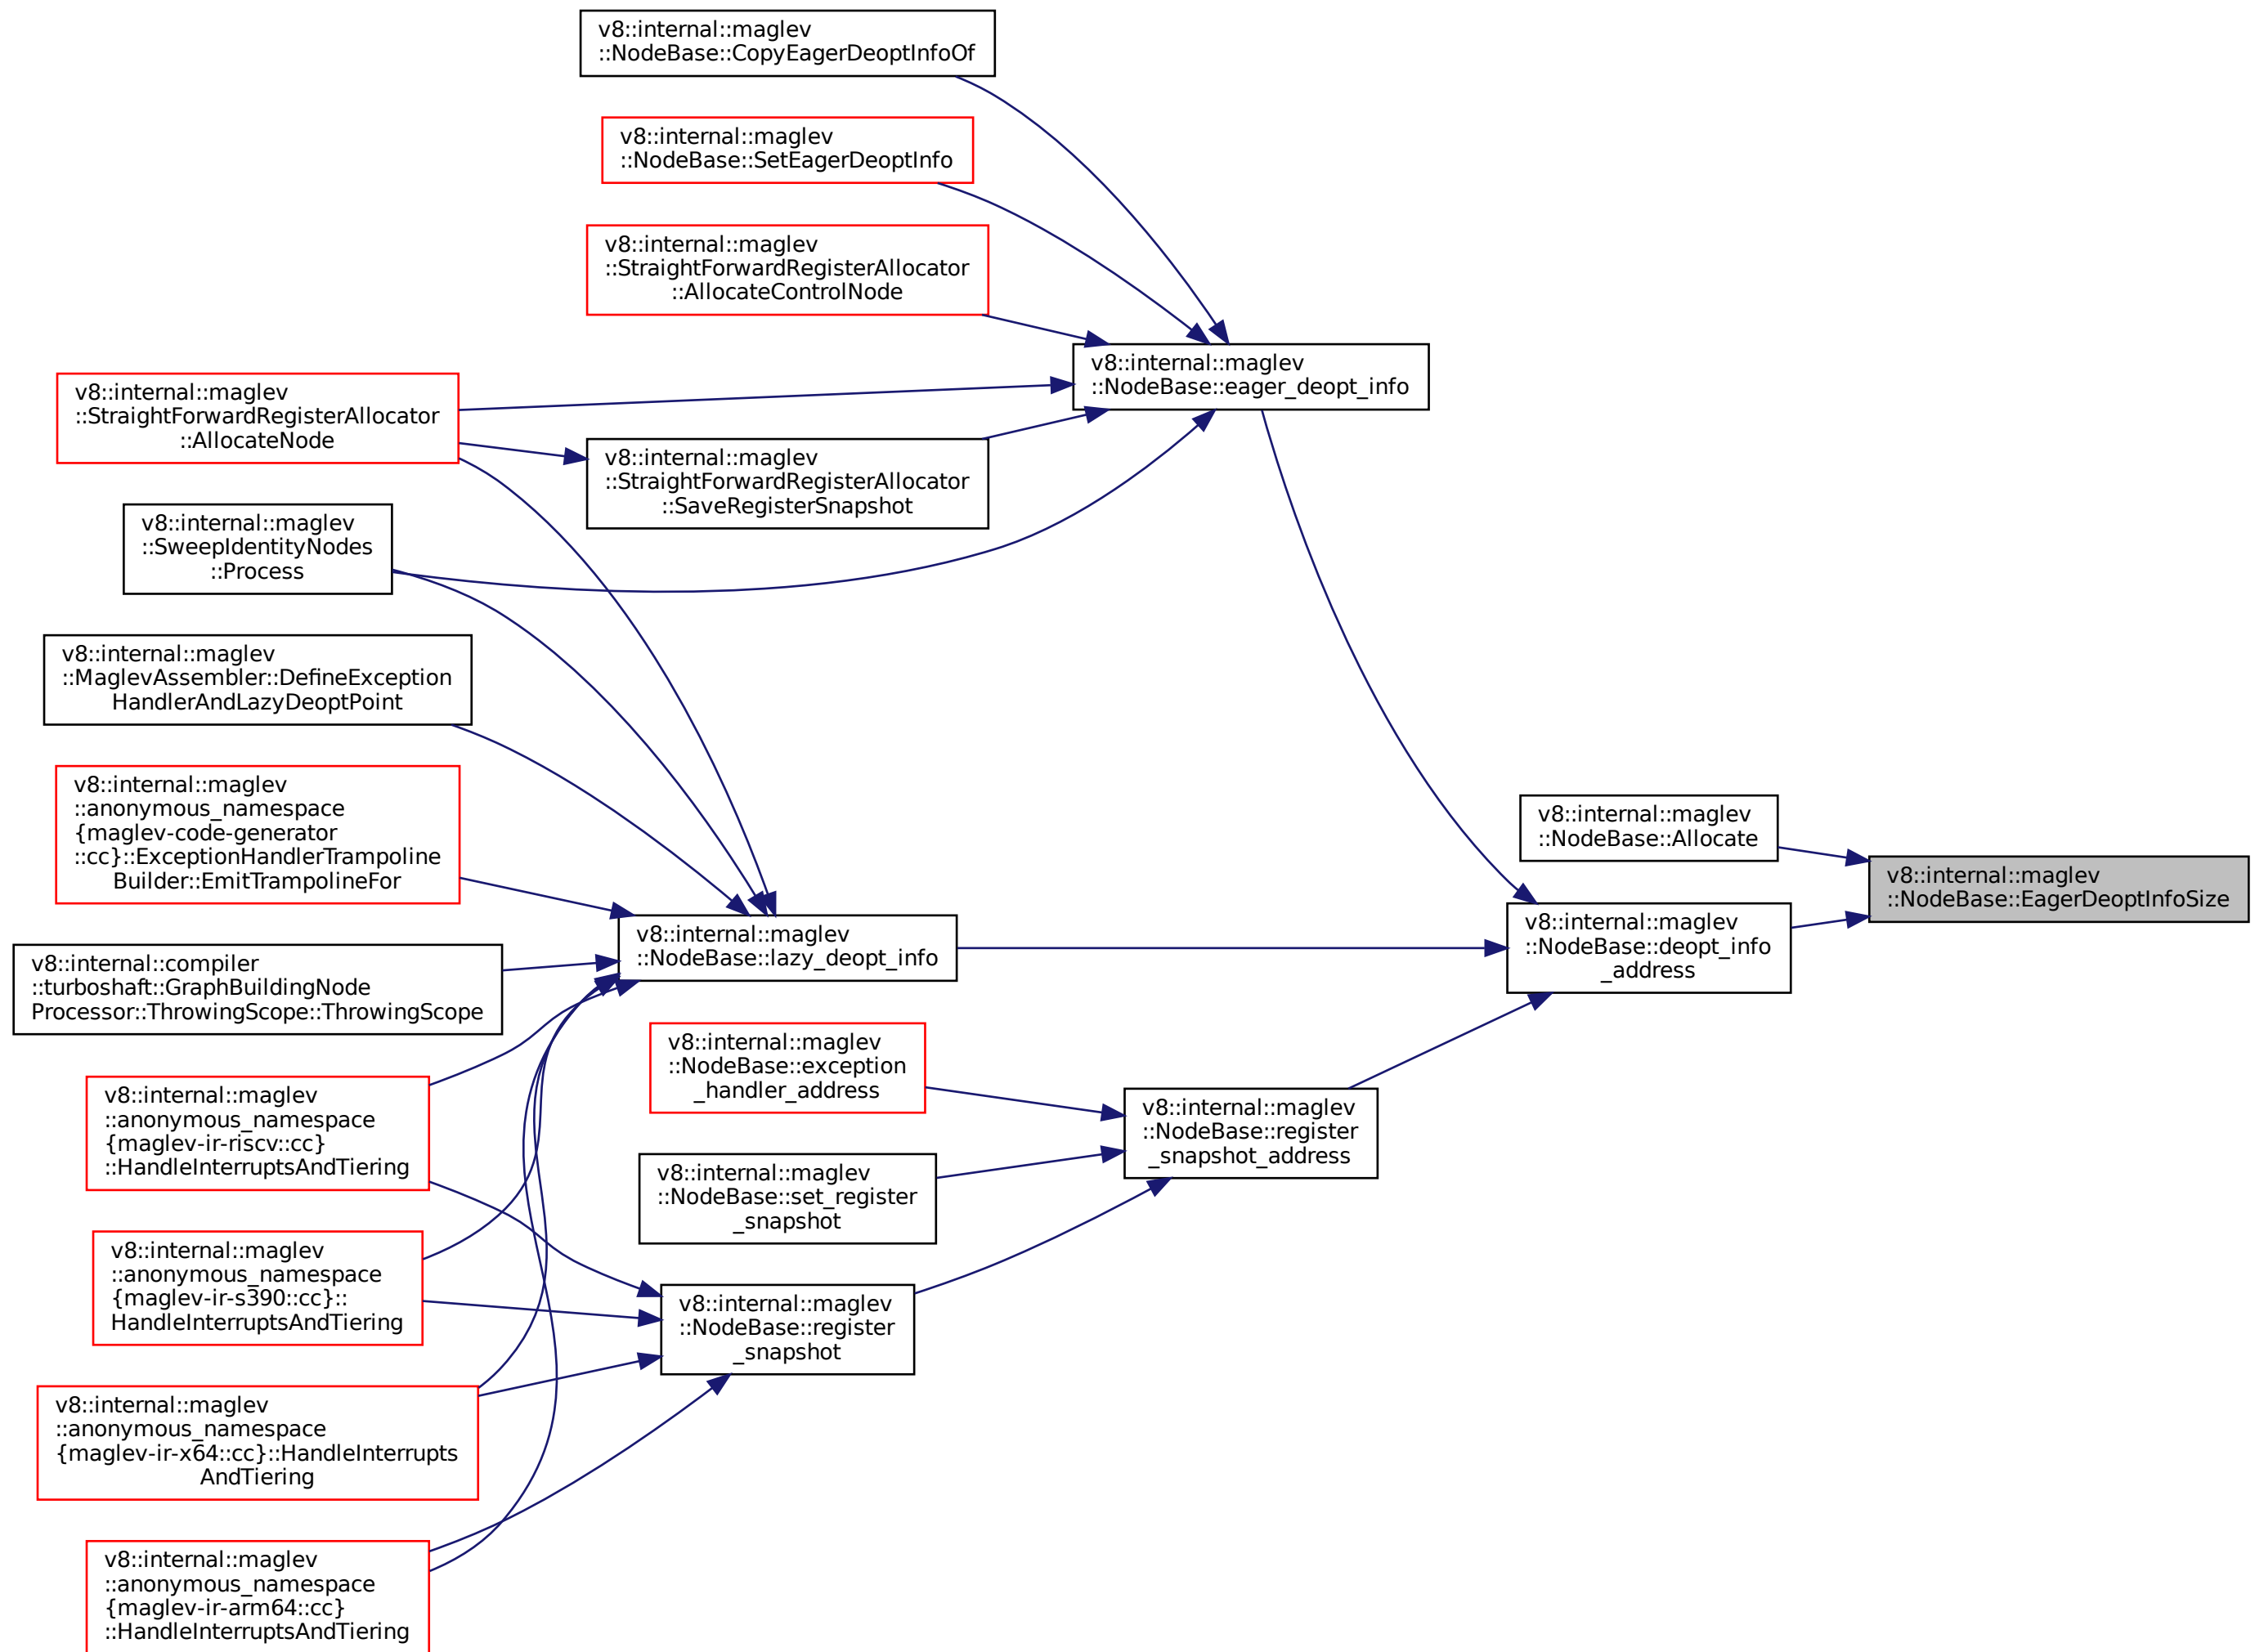 v8::internal::maglev
::NodeBase::CopyEagerDeoptInfoOf
v8::internal::maglev
::NodeBase::SetEagerDeoptInfo
v8::internal::maglev
::StraightForwardRegisterAllocator
::AllocateControlNode
v8::internal::maglev
::NodeBase::eager_deopt_info
v8::internal::maglev
::StraightForwardRegisterAllocator
::AllocateNode
v8::internal::maglev
::StraightForwardRegisterAllocator
::SaveRegisterSnapshot
v8::internal::maglev
::SweepIdentityNodes
::Process
v8::internal::maglev
::MaglevAssembler::DefineException
HandlerAndLazyDeoptPoint
v8::internal::maglev
::anonymous_namespace
{maglev-code-generator
::cc}::ExceptionHandlerTrampoline
Builder::EmitTrampolineFor
v8::internal::maglev
::NodeBase::Allocate
v8::internal::maglev
::NodeBase::EagerDeoptInfoSize
v8::internal::maglev
::NodeBase::deopt_info
_address
v8::internal::maglev
::NodeBase::lazy_deopt_info
v8::internal::compiler
::turboshaft::GraphBuildingNode
Processor::ThrowingScope::ThrowingScope
v8::internal::maglev
::NodeBase::exception
_handler_address
v8::internal::maglev
::anonymous_namespace
{maglev-ir-riscv::cc}
::HandleInterruptsAndTiering
v8::internal::maglev
::NodeBase::register
_snapshot_address
v8::internal::maglev
::NodeBase::set_register
_snapshot
v8::internal::maglev
::anonymous_namespace
{maglev-ir-s390::cc}::
HandleInterruptsAndTiering
v8::internal::maglev
::NodeBase::register
_snapshot
v8::internal::maglev
::anonymous_namespace
{maglev-ir-x64::cc}::HandleInterrupts
AndTiering
v8::internal::maglev
::anonymous_namespace
{maglev-ir-arm64::cc}
::HandleInterruptsAndTiering